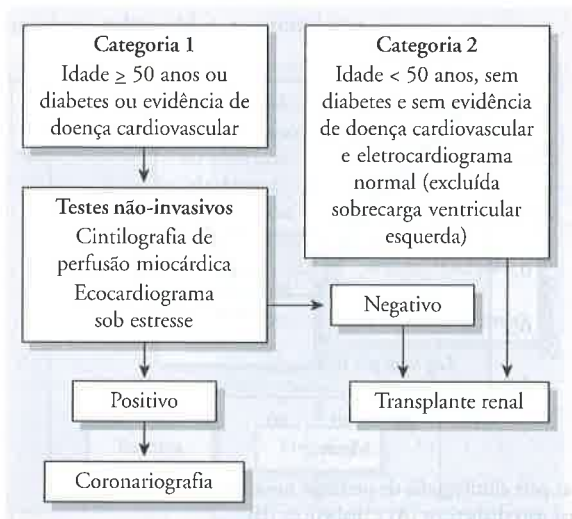 Categoria 1
Idade ≥ 50 anos ou
diabetes ou evidência de
doença cardiovascular
Categoria 2
Idade < 50 anos, sem
diabetes e sem evidência
de doença cardiovascular
e eletrocardiograma
normal (excluída
sobrecarga ventricular
esquerda)
Testes não-invasivos
Cintilografia de
perfusão miocárdica
Ecocardiograma
sob estresse
Negativo
Positivo
Transplante renal
Coronariografia